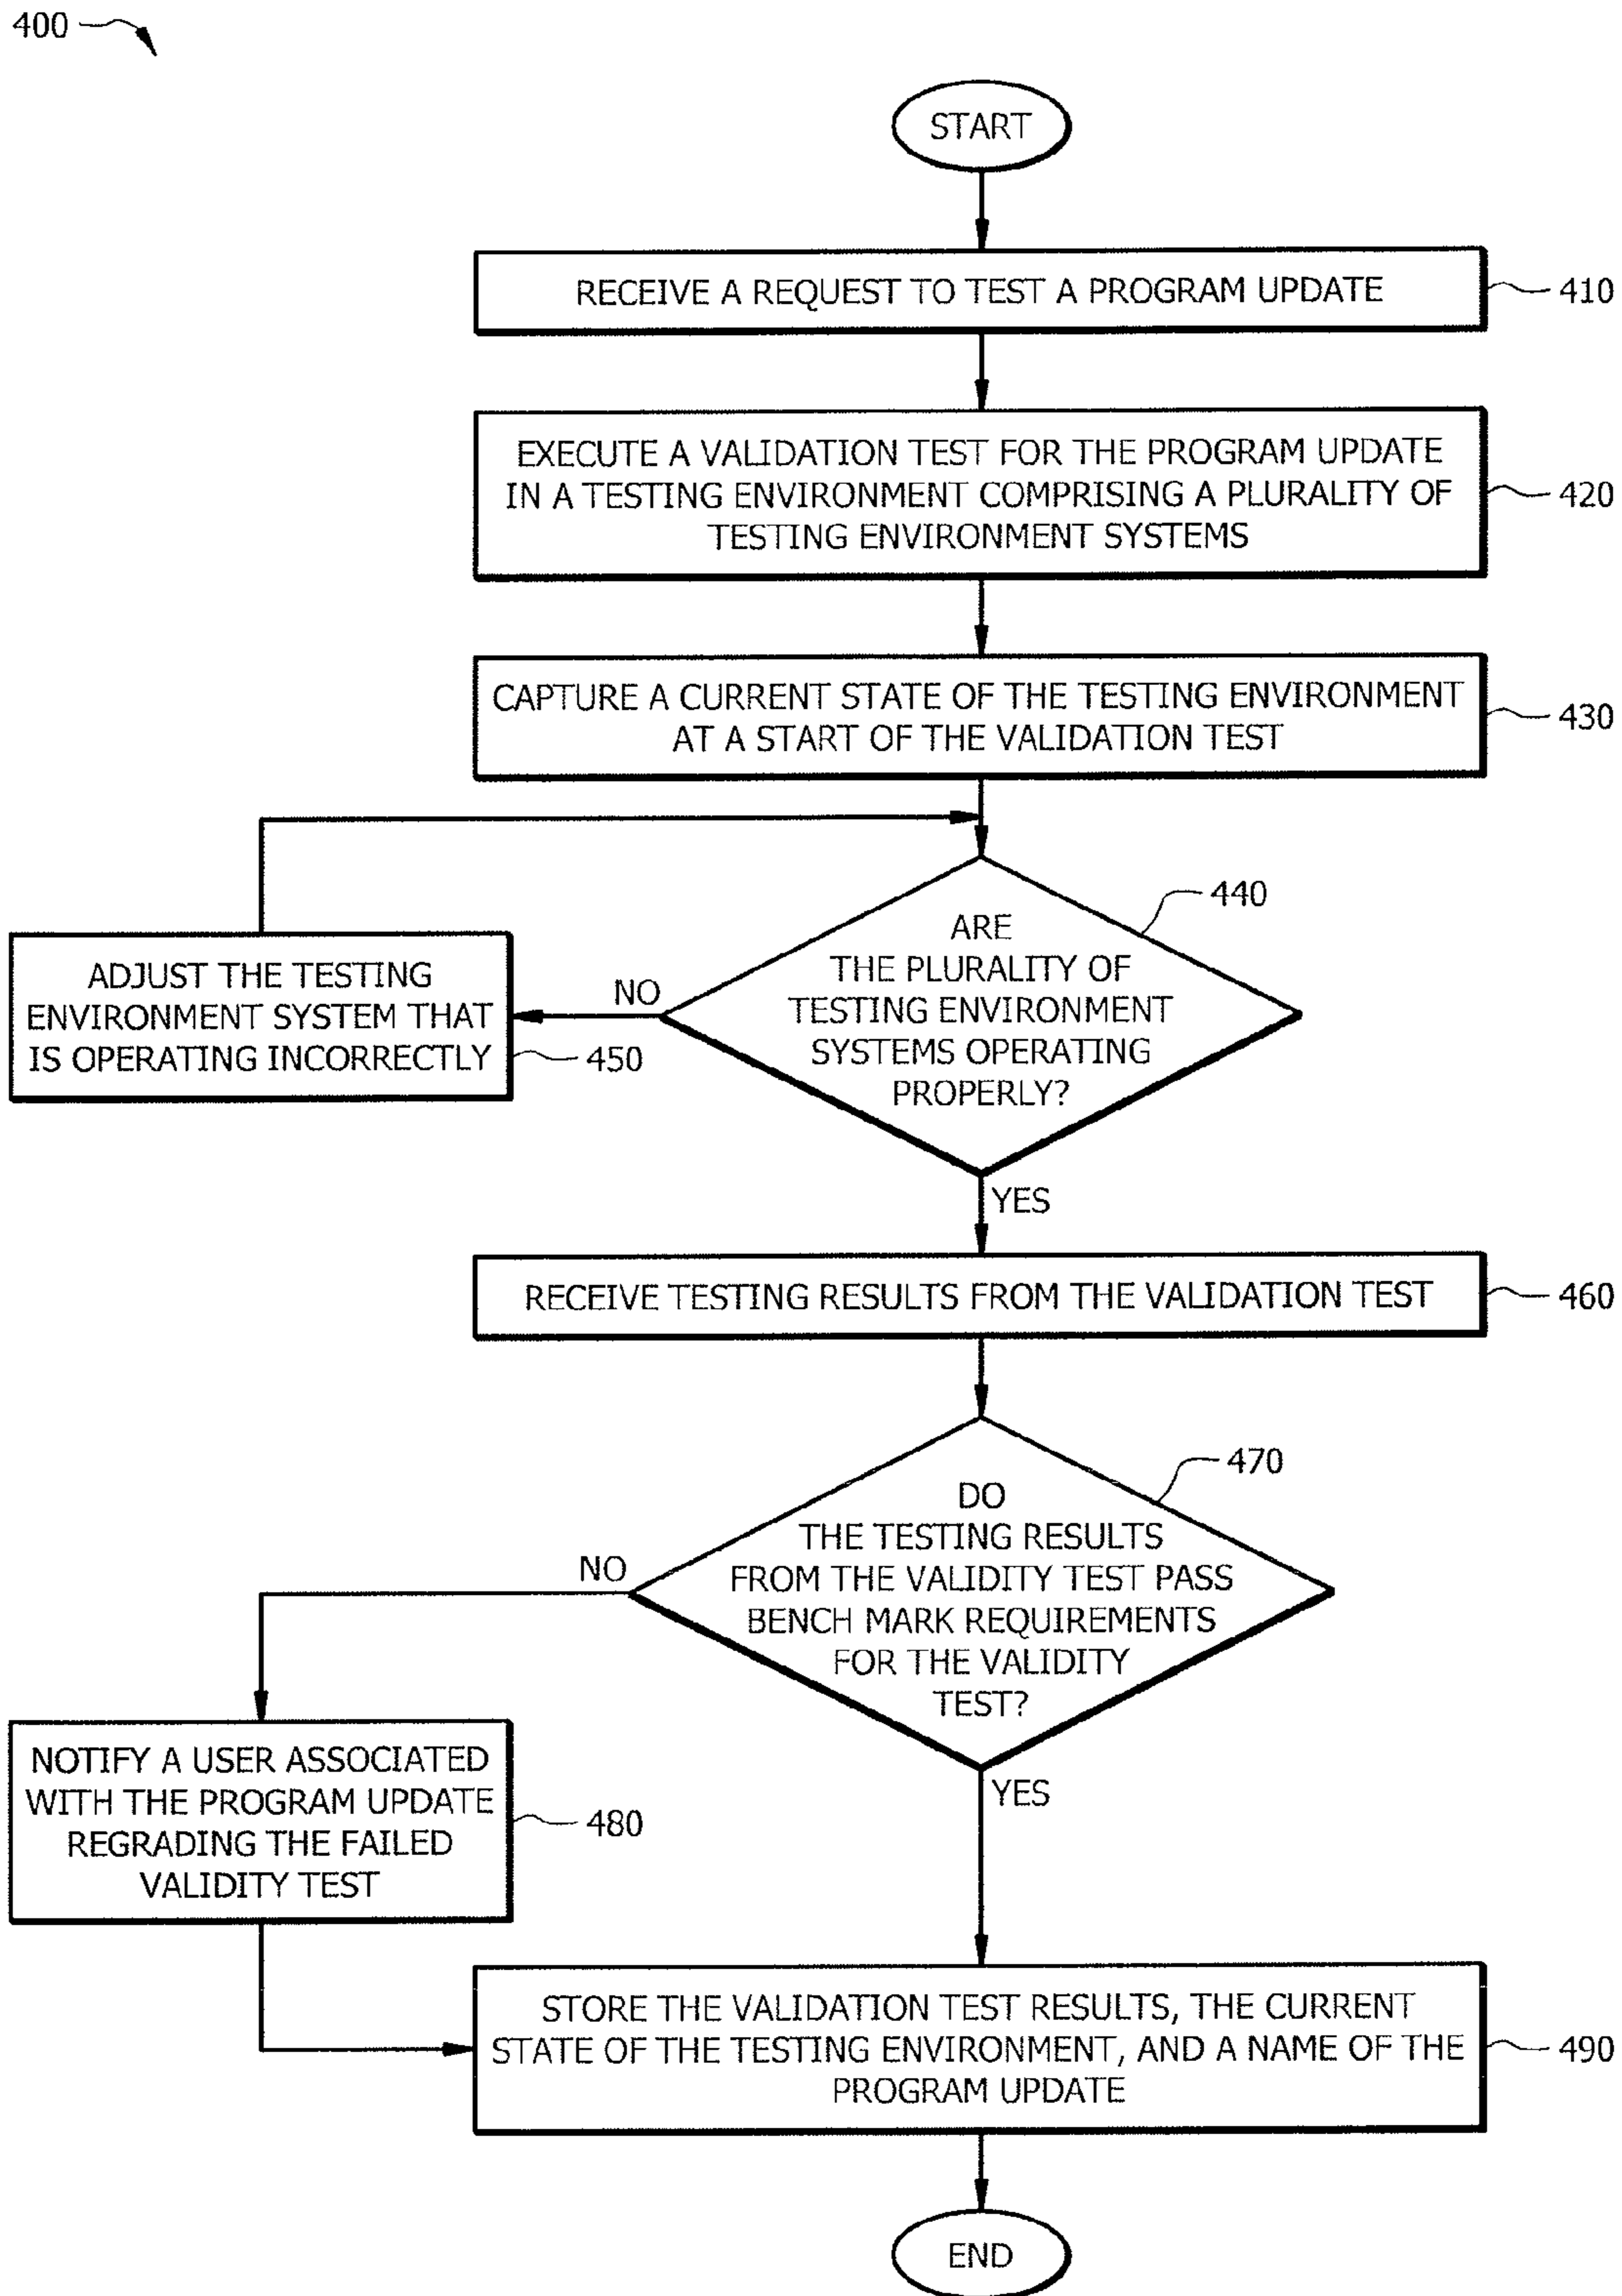 400
START
RECEIVE A REQUEST TO TEST A PROGRAM UPDATE
410
EXECUTE A VALIDATION TEST FOR THE PROGRAM UPDATE
IN A TESTING ENVIRONMENT COMPRISING A PLURALITY OF
TESTING ENVIRONMENT SYSTEMS
420
CAPTURE A CURRENT STATE OF THE TESTING ENVIRONMENT
AT A START OF THE VALIDATION TEST
430
440
ARE
THE PLURALITY OF
TESTING ENVIRONMENT
SYSTEMS OPERATING
PROPERLY?
NO
ADJUST THE TESTING
ENVIRONMENT SYSTEM THAT
IS OPERATING INCORRECTLY
450
YES
RECEIVE TESTING RESULTS FROM THE VALIDATION TEST
460
470
DO
THE TESTING RESULTS
FROM THE VALIDITY TEST PASS
BENCH MARK REQUIREMENTS
FOR THE VALIDITY
TEST?
NO
NOTIFY A USER ASSOCIATED
WITH THE PROGRAM UPDATE
REGRADING THE FAILED
VALIDITY TEST
480
YES
STORE THE VALIDATION TEST RESULTS, THE CURRENT
STATE OF THE TESTING ENVIRONMENT, AND A NAME OF THE
PROGRAM UPDATE
490
END